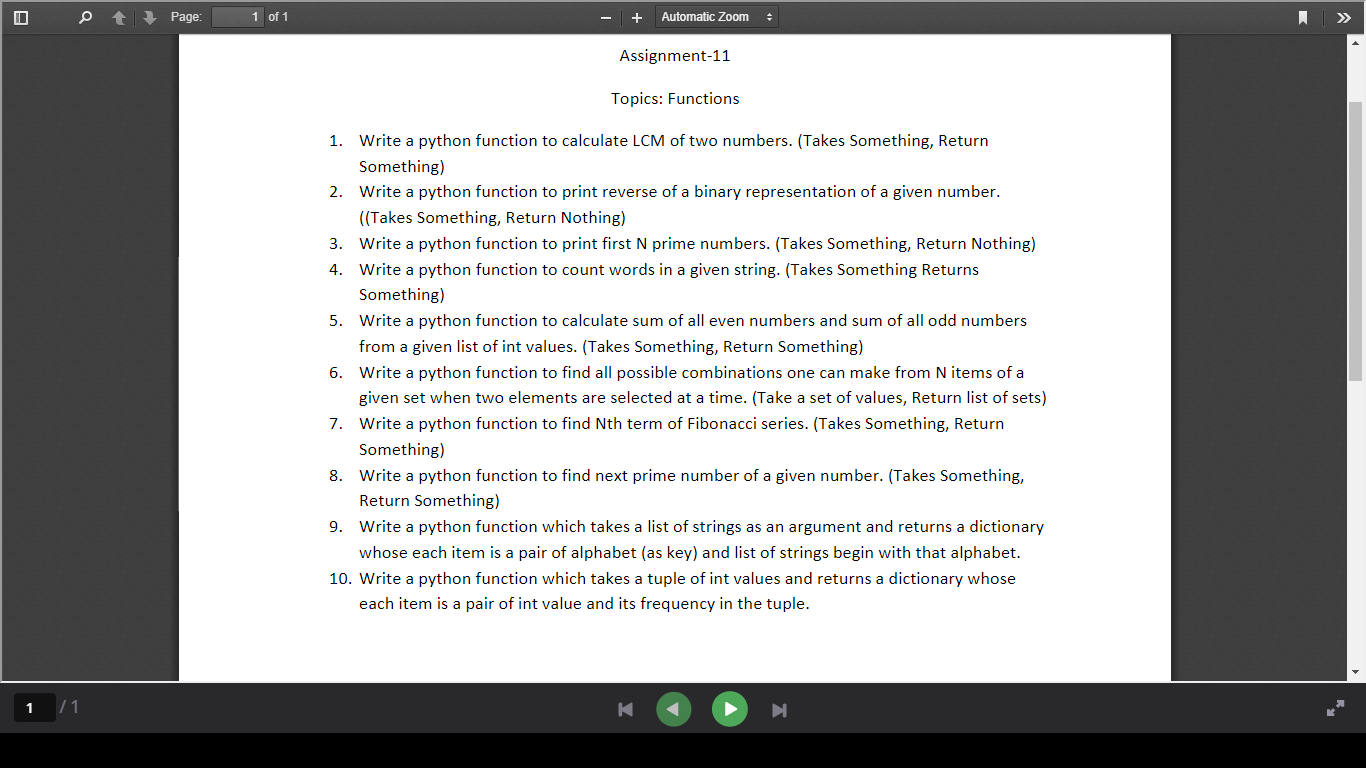 Page: 1 of 1 Automatic Zoom
Assignment-11
Topics: Functions
1. Write a python function to calculate LCM of two numbers. (Takes Something, Return
Something)
2. Write a python function to print reverse of a binary representation of a given number.
((Takes Something, Return Nothing)
3. Write a python function to print first N prime numbers. (Takes Something, Return Nothing)
4. Write a python function to count words in a given string. (Takes Something Returns
Something)
5. Write a python function to calculate sum of all even numbers and sum of all odd numbers
from a given list of int values. (Takes Something, Return Something)
6. Write a python function to find all possible combinations one can make from N items of a
given set when two elements are selected at a time. (Take a set of values, Return list of sets)
7. Write a python function to find Nth term of Fibonacci series. (Takes Something, Return
Something)
8. Write a python function to find next prime number of a given number. (Takes Something,
Return Something)
9. Write a python function which takes a list of strings as an argument and returns a dictionary
whose each item is a pair of alphabet (as key) and list of strings begin with that alphabet.
10. Write a python function which takes a tuple of int values and returns a dictionary whose
each item is a pair of int value and its frequency in the tuple.
1 / 1